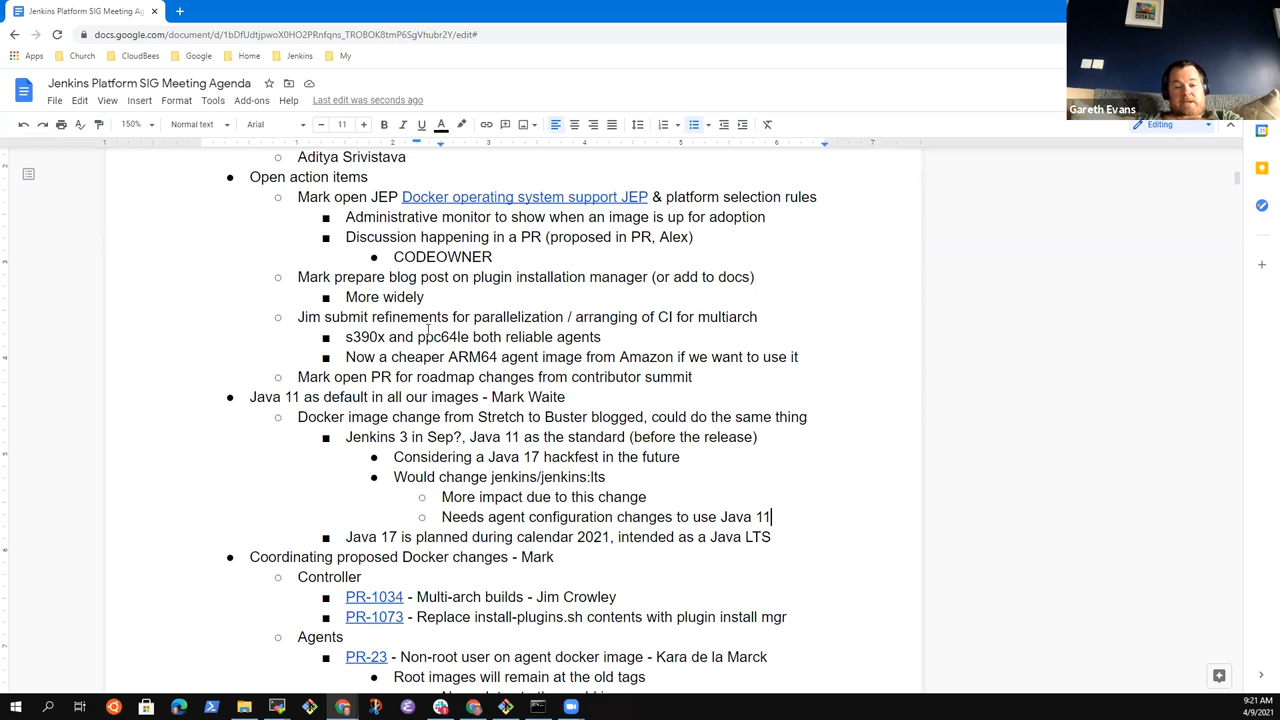 Jenkins Platform SIG Meeting Ag
docs.google.com/document/d/1bDfUdtjpwoX0HO2PRnfqns_TROBOK8tmP6SgVhubr2Y/edit#
Apps Church CloudBees Google Home Jenkins My
Jenkins Platform SIG Meeting Agenda
File Edit View Insert Format Tools Add-ons Help Last edit was seconds ago
Gareth Evans
150% Normal text Arial 11 Editing
1 1 2 3 4 5 6 7
Aditya Srivistava
Open action items
Mark open JEP Docker operating system support JEP & platform selection rules
Administrative monitor to show when an image is up for adoption
Discussion happening in a PR (proposed in PR, Alex)
CODEOWNER
Mark prepare blog post on plugin installation manager (or add to docs)
More widely
Jim submit refinements for parallelization / arranging of CI for multiarch
s390x and ppc64le both reliable agents
Now a cheaper ARM64 agent image from Amazon if we want to use it
Mark open PR for roadmap changes from contributor summit
Java 11 as default in all our images - Mark Waite
Docker image change from Stretch to Buster blogged, could do the same thing
Jenkins 3 in Sep?, Java 11 as the standard (before the release)
Considering a Java 17 hackfest in the future
Would change jenkins/jenkins:lts
More impact due to this change
Needs agent configuration changes to use Java 11
Java 17 is planned during calendar 2021, intended as a Java LTS
Coordinating proposed Docker changes - Mark
Controller
PR-1034 - Multi-arch builds - Jim Crowley
PR-1073 - Replace install-plugins.sh contents with plugin install mgr
Agents
PR-23 - Non-root user on agent docker image - Kara de la Marck
Root images will remain at the old tags
9:21 AM
4/9/2021